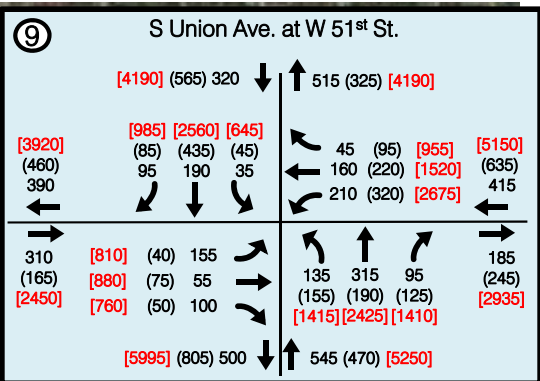 9
S Union Ave. at W 51st St.
[4190] (565) 320
515 (325) [4190]
[3920]
(460)
390
[985] [2560] [645]
(85) (435) (45)
95 190 35
45 (95) [955]
160 (220) [1520]
210 (320) [2675]
[5150]
(635)
415
310
(165)
[2450]
[810] (40) 155
[880] (75) 55
[760] (50) 100
135 315 95
(155) (190) (125)
[1415] [2425] [1410]
185
(245)
[2935]
[5995] (805) 500
545 (470) [5250]